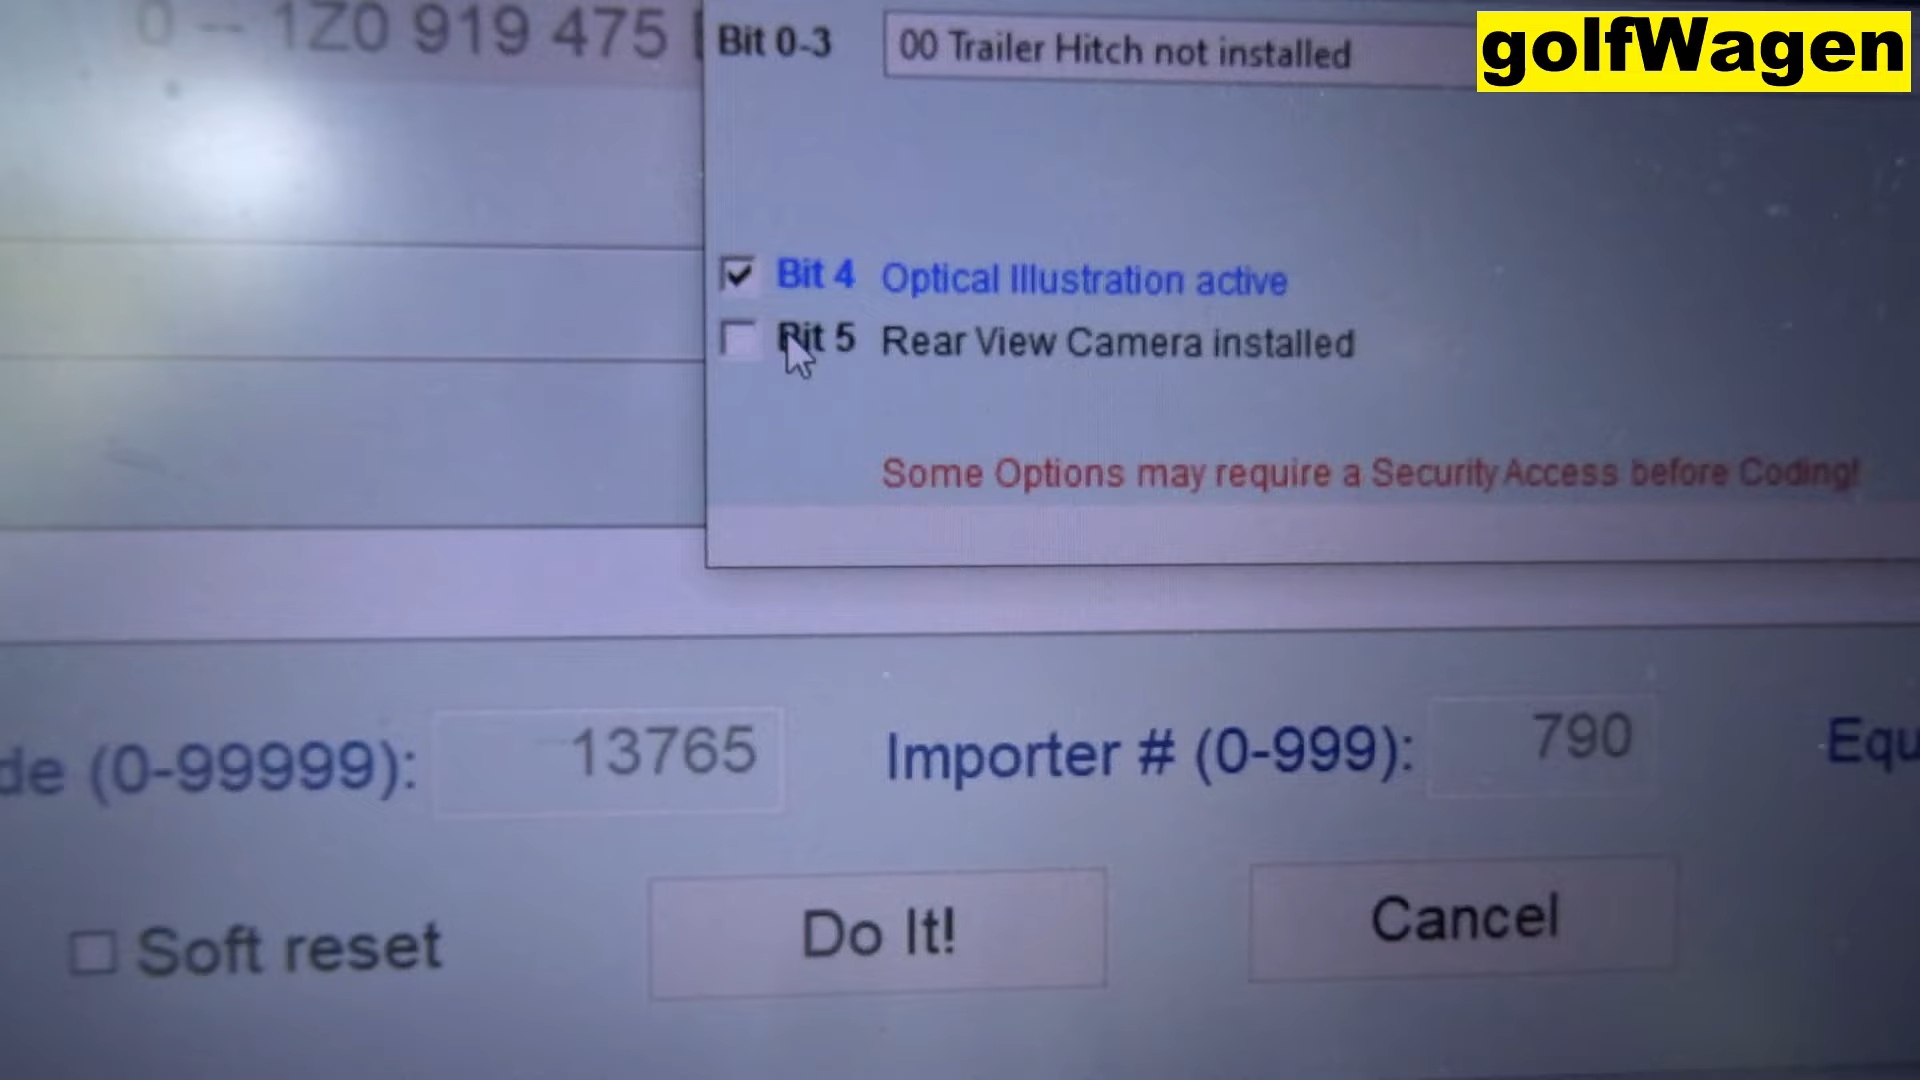 0 -- 1Z0 919 475
Bit 0-3 00 Trailer Hitch not installed
golfWagen
Bit 4 Optical Illustration active
Bit 5 Rear View Camera installed
Some Options may require a Security Access before Coding!
de (0-99999): 13765 Importer # (0-999): 790 Equ
Soft reset Do It! Cancel